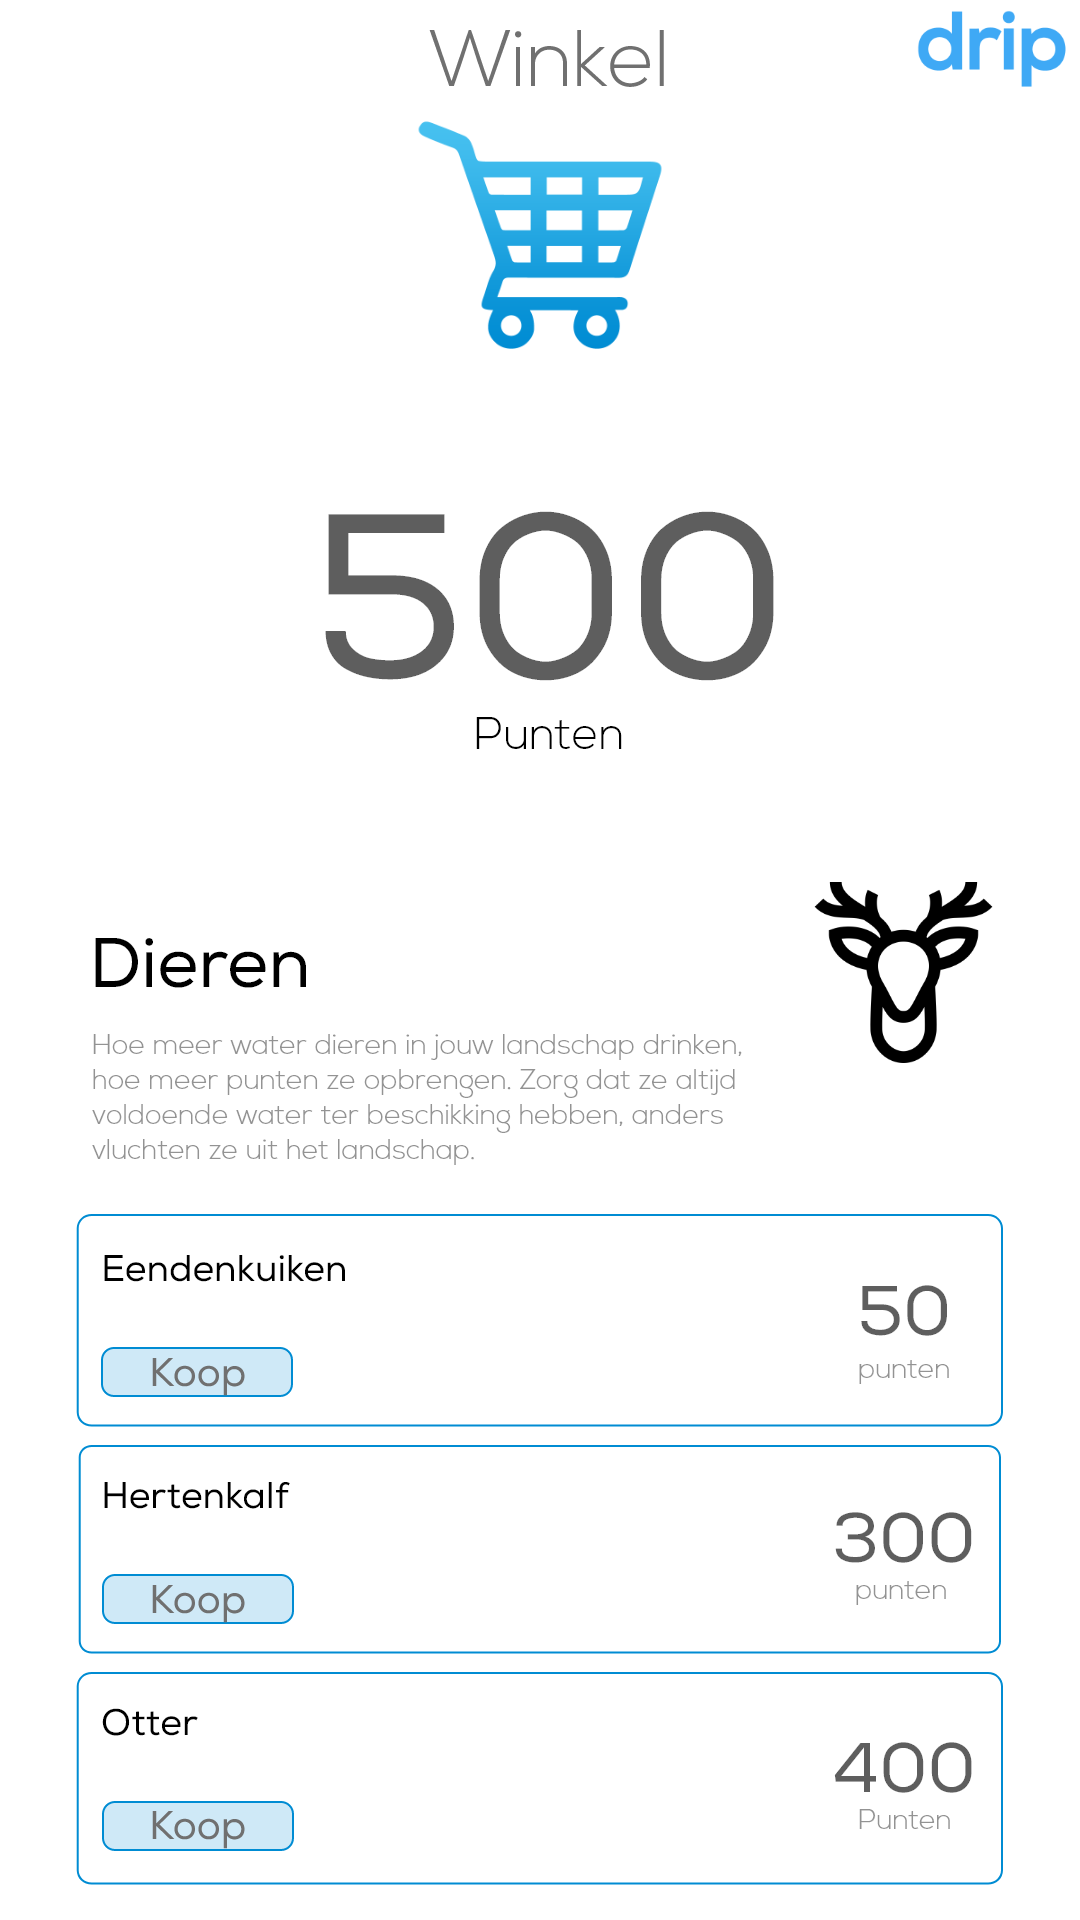 Winkel
drip
500
Punten
Dieren
Hoe meer water dieren in jouw landschap drinken,
hoe meer punten ze opbrengen. Zorg dat ze altijd
voldoende water ter beschikking hebben, anders
vluchten ze uit het landschap.
Eendenkuiken
50
punten
Koop
Hertenkalf
300
punten
Koop
Otter
400
Punten
Koop